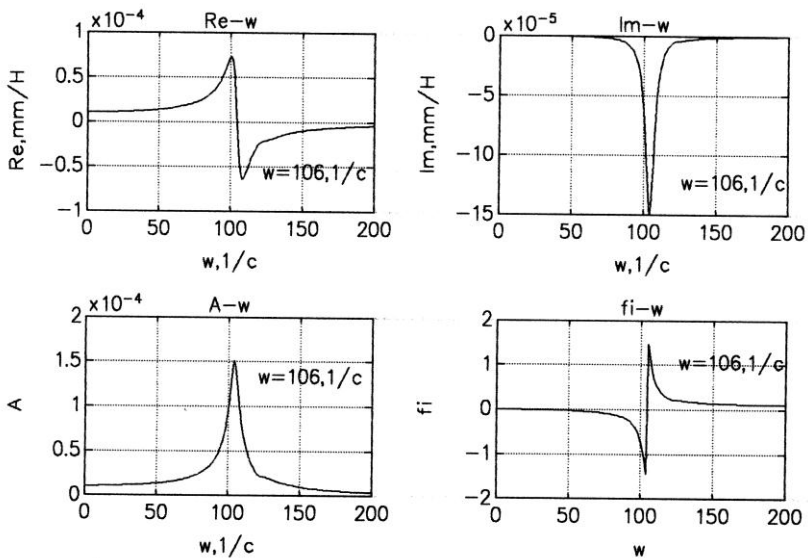 x10⁻⁴
Re-w
1
0.5
0
-0.5
-1
0
50
100
150
200
Re,mm/H
w=106,1/c
w,1/c
x10⁻⁵
Im-w
0
-5
-10
-15
0
50
100
150
200
Im,mm/H
w=106,1/c
w,1/c
x10⁻⁴
A-w
2
1.5
1
0.5
0
0
50
100
150
200
A
w=106,1/c
w,1/c
fi-w
2
1
0
-1
-2
0
50
100
150
200
fi
w=106,1/c
w